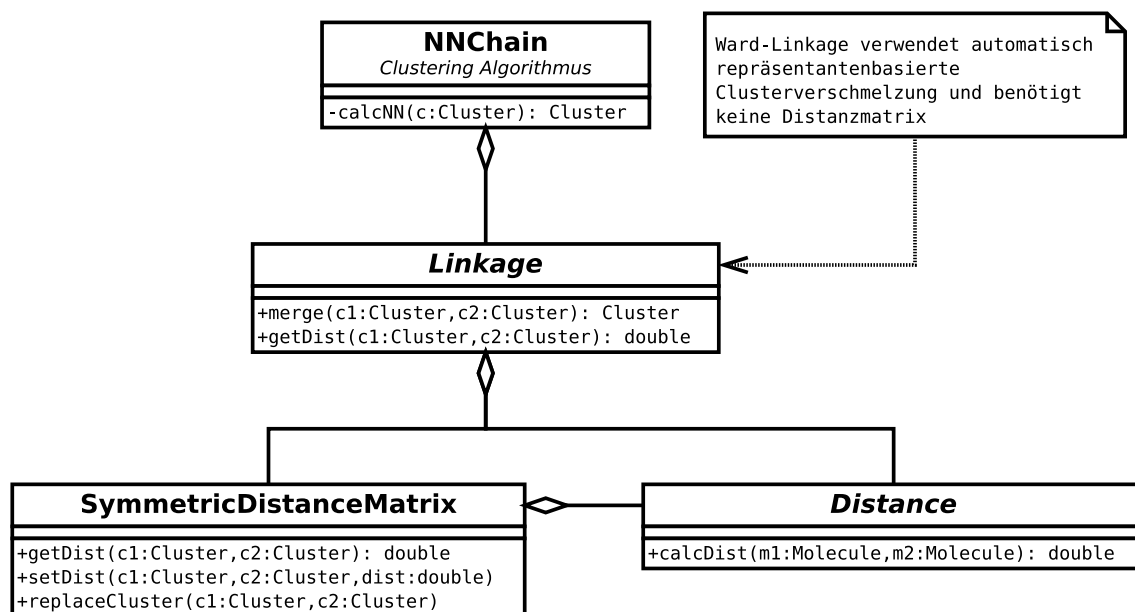 NNChain
Clustering Algorithmus
-calcNN(c:Cluster): Cluster
Ward-Linkage verwendet automatisch
repräsentantenbasierte
Clusterverschmelzung und benötigt
keine Distanzmatrix
Linkage
+merge(c1:Cluster,c2:Cluster): Cluster
+getDist(c1:Cluster,c2:Cluster): double
SymmetricDistanceMatrix
+getDist(c1:Cluster,c2:Cluster): double
+setDist(c1:Cluster,c2:Cluster,dist:double)
+replaceCluster(c1:Cluster,c2:Cluster)
Distance
+calcDist(m1:Molecule,m2:Molecule): double